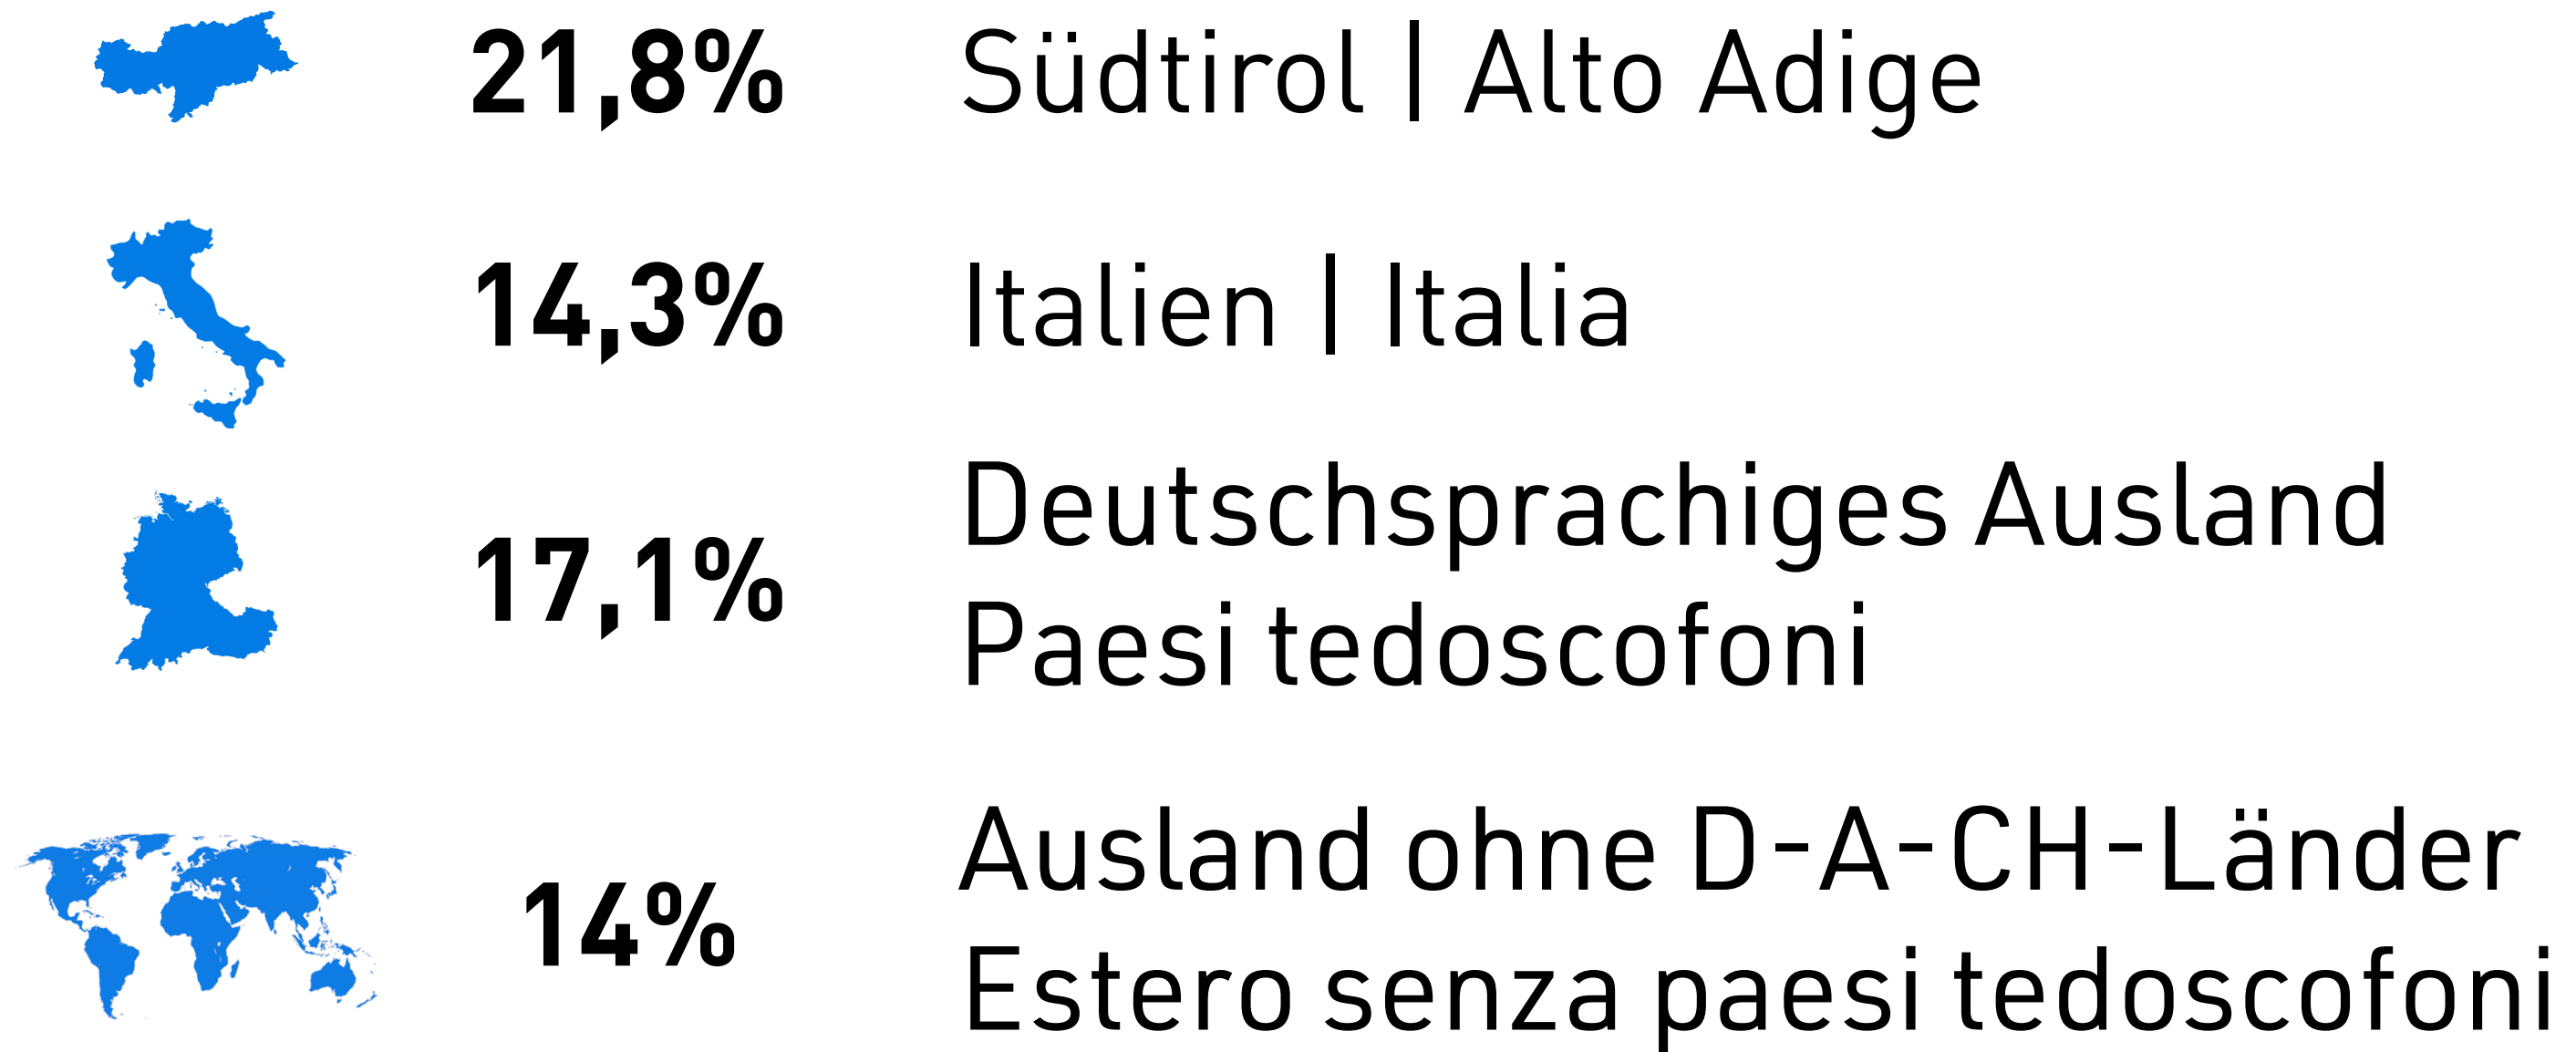 21,8% Südtirol | Alto Adige
14,3% Italien | Italia
Deutschsprachiges Ausland
17,1%
Paesi tedoscofoni
Ausland ohne D-A-CH-Länder
14%
Estero senza paesi tedoscofoni